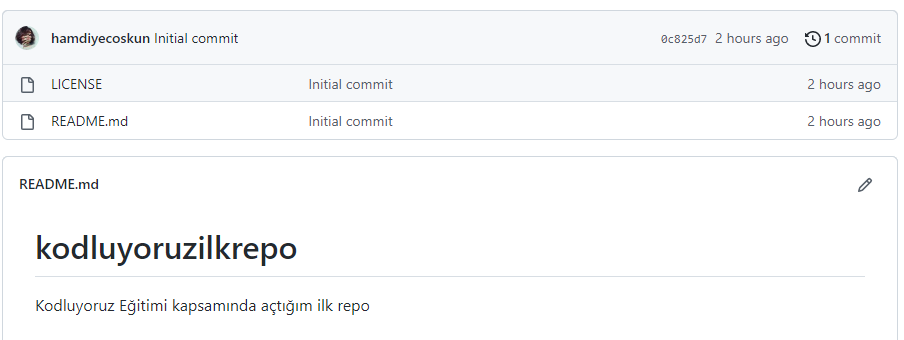 hamdiyecoskun Initial commit 0c825d7 2 hours ago 1 commit
LICENSE Initial commit 2 hours ago
README.md Initial commit 2 hours ago
README.md
kodluyoruzilkrepo
Kodluyoruz Eğitimi kapsamında açtığım ilk repo